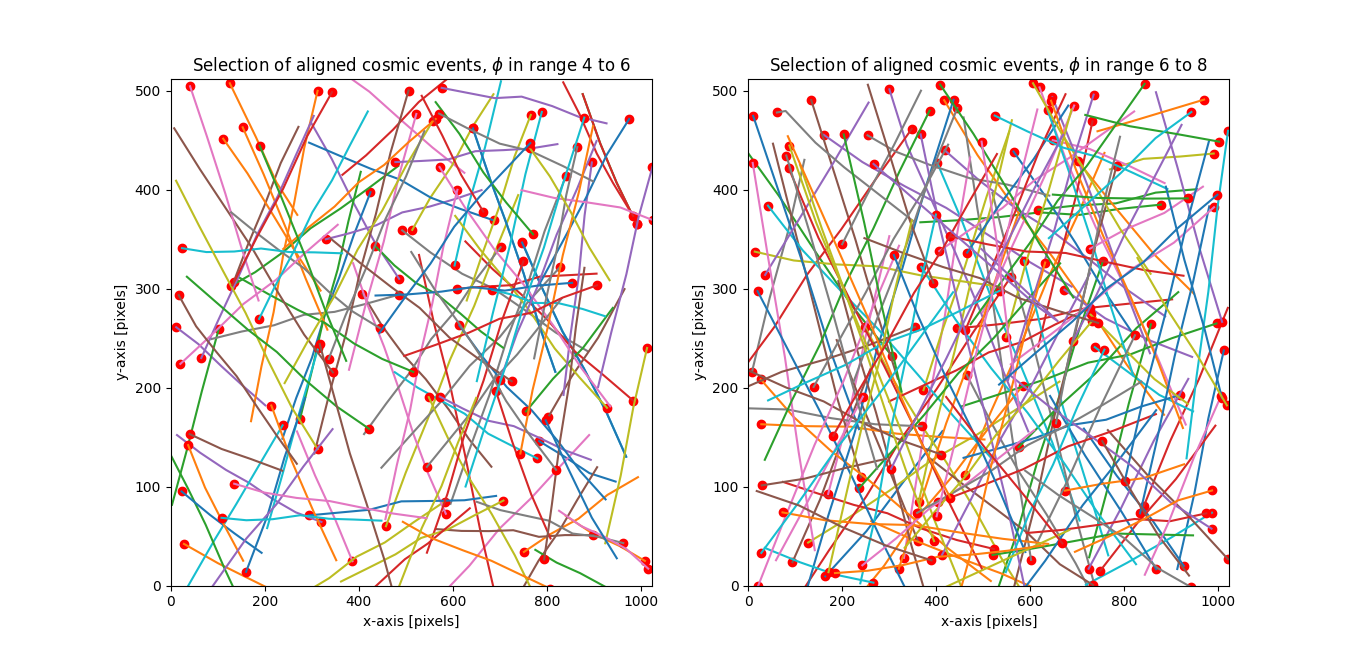 Selection of aligned cosmic events, ϕ in range 4 to 6
500
400
300
200
100
0
0 200 400 600 800 1000
y-axis [pixels]
x-axis [pixels]
Selection of aligned cosmic events, ϕ in range 6 to 8
500
400
300
200
100
0
0 200 400 600 800 1000
y-axis [pixels]
x-axis [pixels]